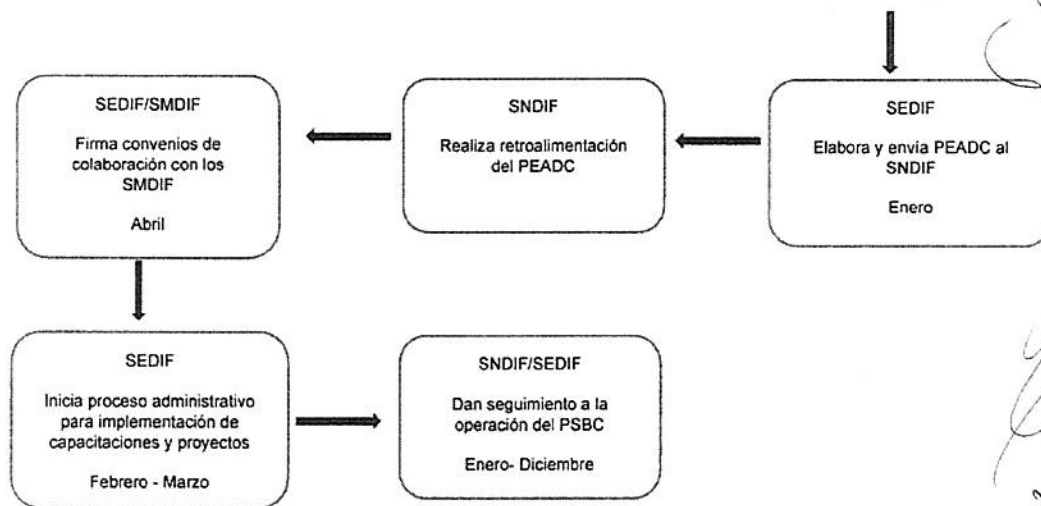 SEDIF/SMDIF
Firma convenios de
colaboración con los
SMDIF
Abril
SNDIF
Realiza retroalimentación
del PEADC
SEDIF
Elabora y envía PEADC al
SNDIF
Enero
SEDIF
Inicia proceso administrativo
para implementación de
capacitaciones y proyectos
Febrero - Marzo
SNDIF/SEDIF
Dan seguimiento a la
operación del PSBC
Enero- Diciembre